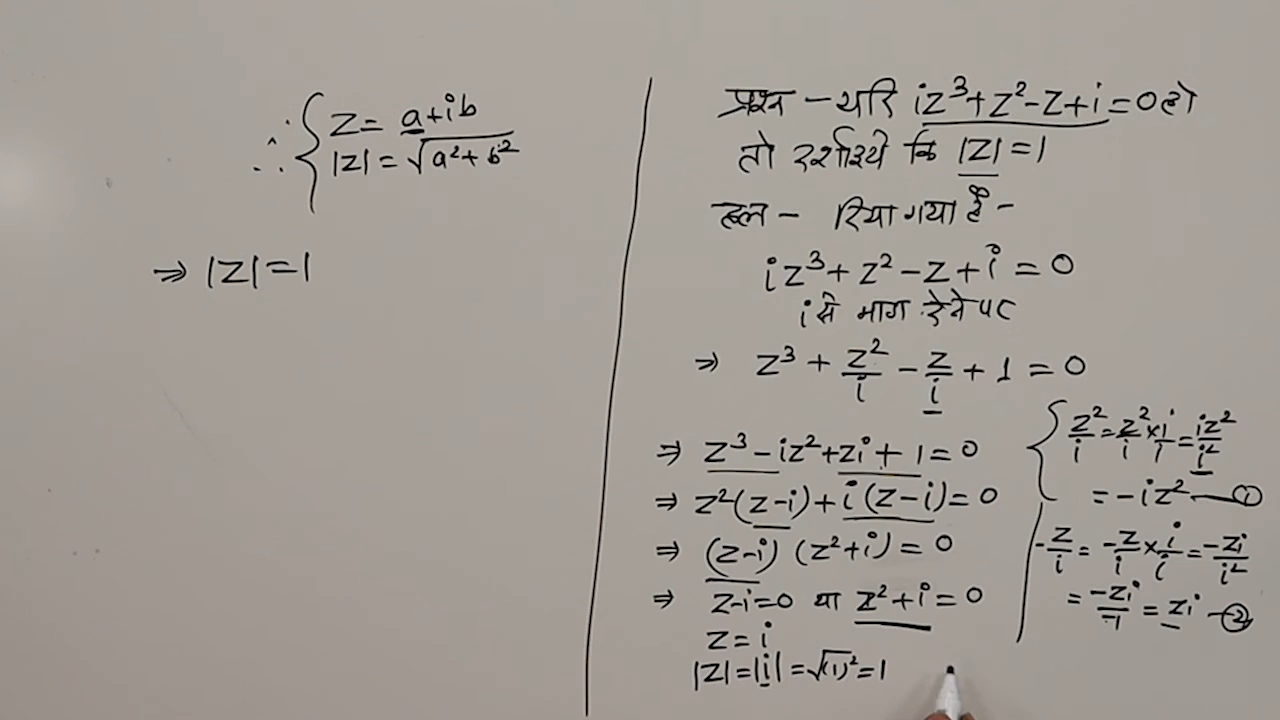 ∴ { z = a+ib
|z| = √a²+b²
⇒ |z| = 1
प्रश्न – यदि iz³+z²-z+i=0 हो
तो दर्शाइये कि |z|=1
हल – दिया गया है –
iz³+z²-z+i=0
i से भाग देने पर
⇒ z³ + z²/i - z/i + 1 = 0
⇒ z³-iz²+zi+1=0
⇒ z²(z-i)+i(z-i)=0
⇒ (z-i)(z²+i)=0
⇒ z-i=0 या z²+i=0
z=i
|z|=|i|=√(1)²=1
{ z²/i = z²/i × i/i = iz²/i²
= -iz² — ①
-z/i = -z/i × i/i = -zi/i²
= -zi/-1 = zi — ②